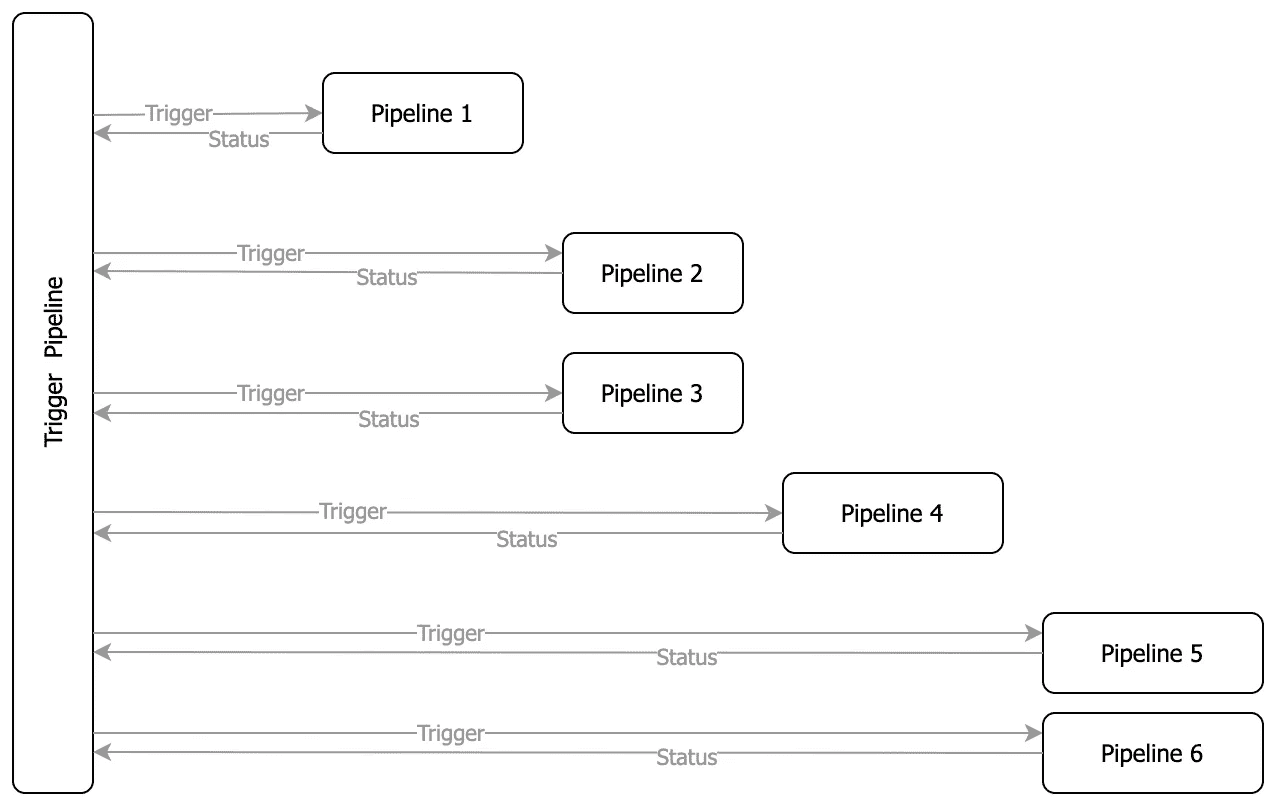 Trigger Pipeline
Trigger
Status
Pipeline 1
Trigger
Status
Pipeline 2
Trigger
Status
Pipeline 3
Trigger
Status
Pipeline 4
Trigger
Status
Pipeline 5
Trigger
Status
Pipeline 6